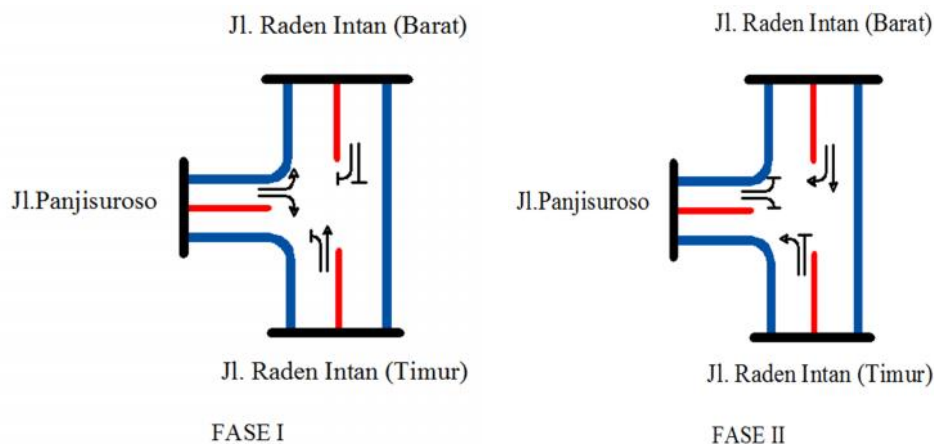 Jl. Raden Intan (Barat)
Jl.Panjisuroso
Jl. Raden Intan (Timur)
FASE I
Jl. Raden Intan (Barat)
Jl.Panjisuroso
Jl. Raden Intan (Timur)
FASE II